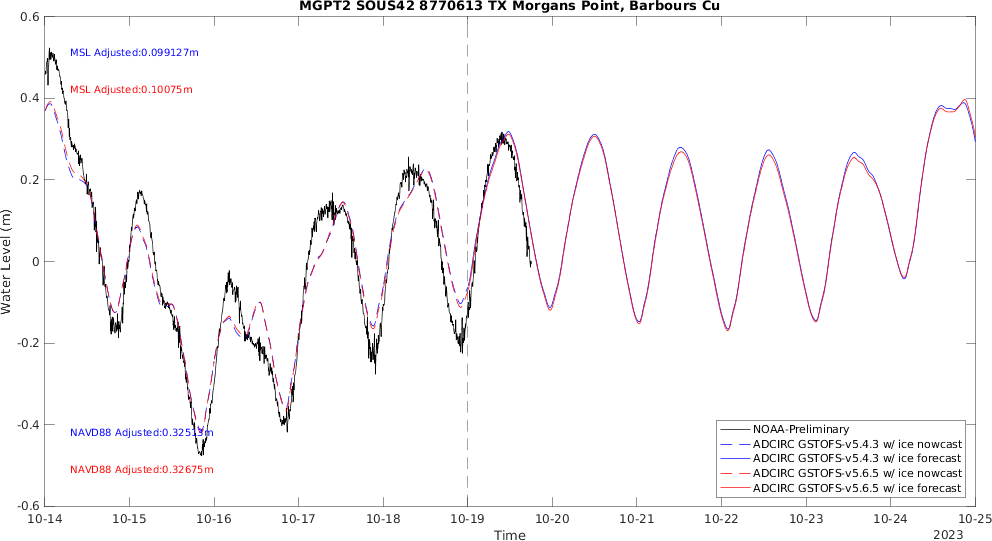 MGPT2 SOUS42 8770613 TX Morgans Point, Barbours Cu
MSL Adjusted:0.099127m
MSL Adjusted:0.10075m
NAVD88 Adjusted:0.32513m
NAVD88 Adjusted:0.32675m
Water Level (m)
0.6
0.4
0.2
0
-0.2
-0.4
-0.6
NOAA-Preliminary
ADCIRC GSTOFS-v5.4.3 w/ ice nowcast
ADCIRC GSTOFS-v5.4.3 w/ ice forecast
ADCIRC GSTOFS-v5.6.5 w/ ice nowcast
ADCIRC GSTOFS-v5.6.5 w/ ice forecast
10-14 10-15 10-16 10-17 10-18 10-19 10-20 10-21 10-22 10-23 10-24 10-25
Time
2023